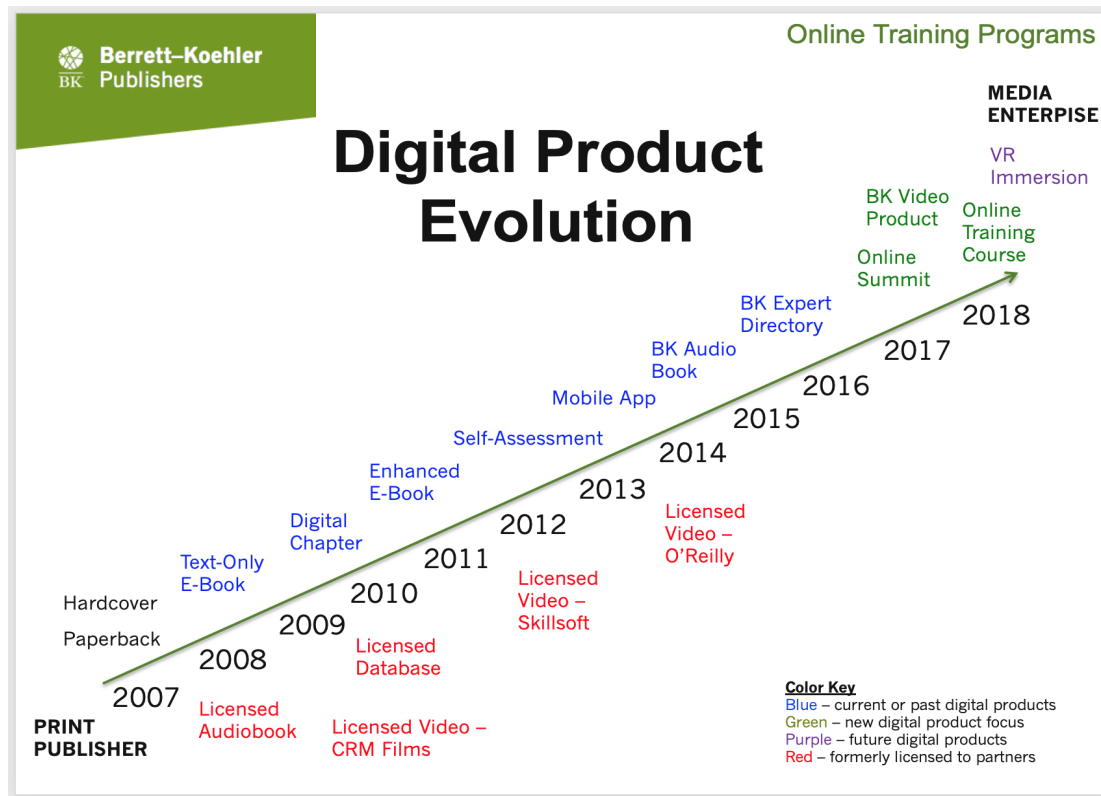 Berrett–Koehler
BK Publishers
Online Training Programs
MEDIA
ENTERPISE
Digital Product
Evolution
VR
Immersion
BK Video
Product
Online
Training
Course
Online
Summit
BK Expert
Directory
BK Audio
Book
Mobile App
Self-Assessment
Enhanced
E-Book
Digital
Chapter
Text-Only
E-Book
Hardcover
Paperback
2018
2017
2016
2015
2014
2013
2012
2011
2010
2009
2008
2007
PRINT
PUBLISHER
Licensed
Audiobook
Licensed Video –
CRM Films
Licensed
Database
Licensed
Video –
Skillsoft
Licensed
Video –
O’Reilly
Color Key
Blue – current or past digital products
Green – new digital product focus
Purple – future digital products
Red – formerly licensed to partners